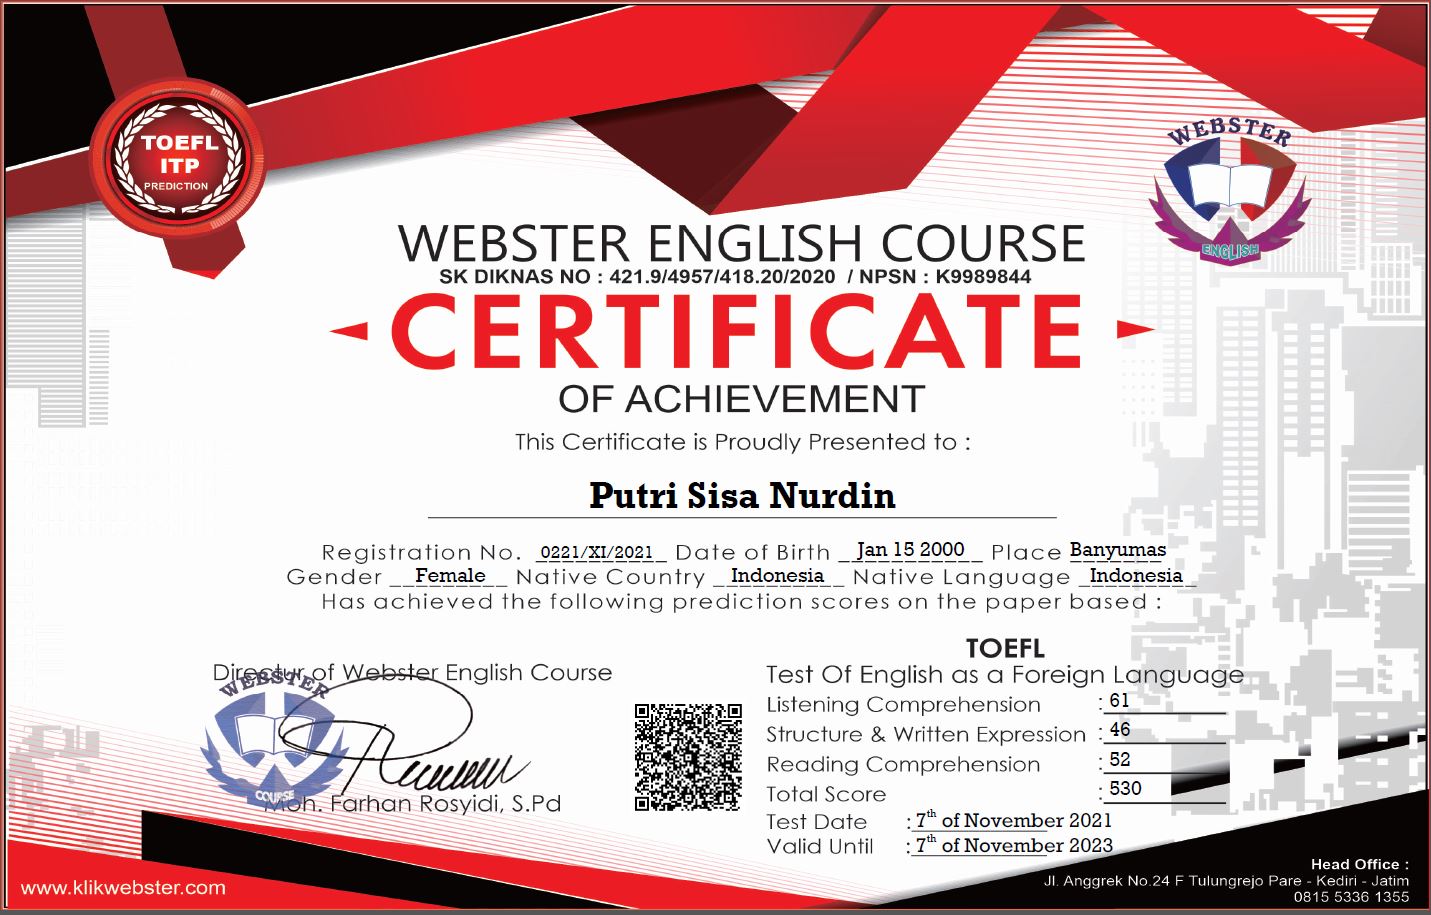 TOEFL
ITP
PREDICTION
WEBSTER
ENGLISH
WEBSTER ENGLISH COURSE
SK DIKNAS NO : 421.9/4957/418.20/2020 / NPSN : K9989844
CERTIFICATE
OF ACHIEVEMENT
This Certificate is Proudly Presented to :
Putri Sisa Nurdin
Registration No. 0221/XI/2021 Date of Birth Jan 15 2000 Place Banyumas
Gender Female Native Country Indonesia Native Language Indonesia
Has achieved the following prediction scores on the paper based :
Directur of Webster English Course
WEBSTER
COURSE
Moh. Farhan Rosyidi, S.Pd
TOEFL
Test Of English as a Foreign Language
Listening Comprehension : 61
Structure & Written Expression : 46
Reading Comprehension : 52
Total Score : 530
Test Date : 7th of November 2021
Valid Until : 7th of November 2023
www.klikwebster.com
Head Office :
Jl. Anggrek No.24 F Tulungrejo Pare - Kediri - Jatim
0815 5336 1355